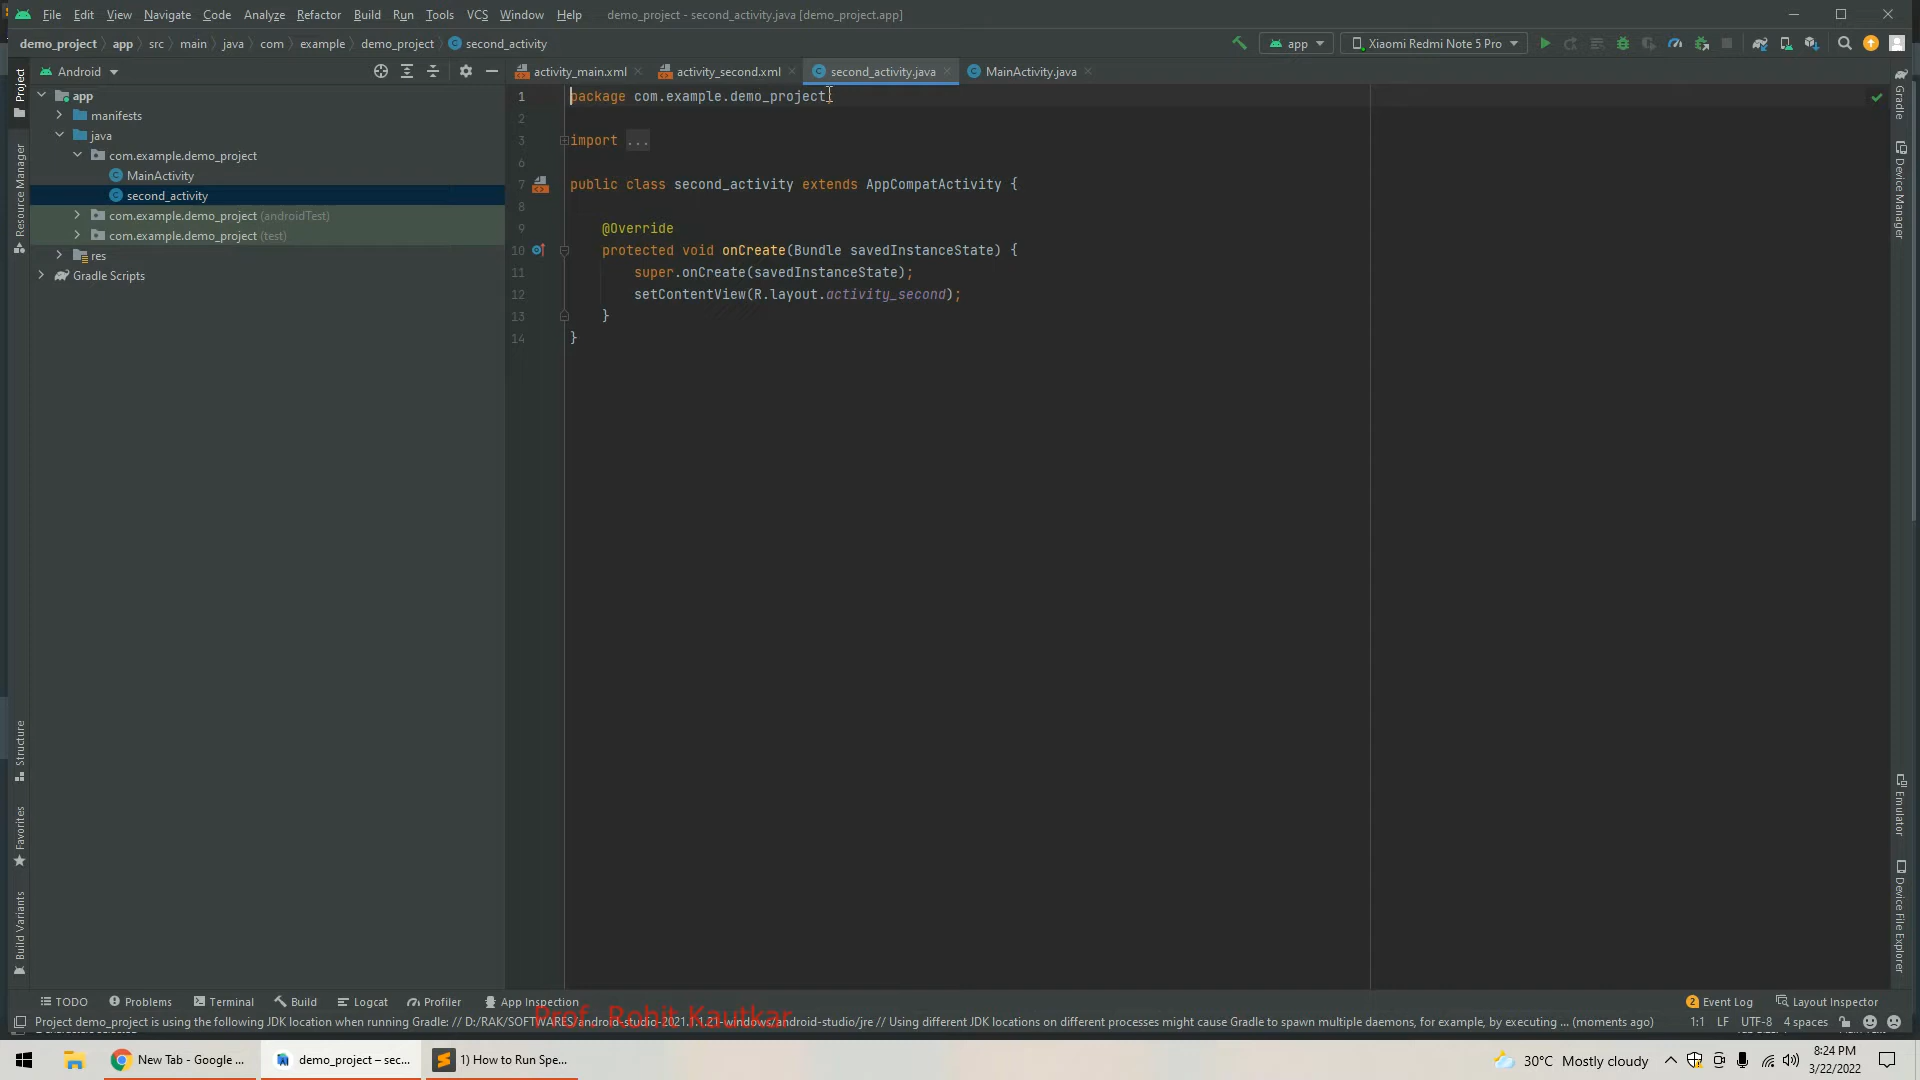 File Edit View Navigate Code Analyze Refactor Build Run Tools VCS Window Help demo_project - second_activity.java [demo_project.app]
demo_project app src main java com example demo_project second_activity app Xiaomi Redmi Note 5 Pro
Android
activity_main.xml activity_second.xml second_activity.java MainActivity.java
Project
Resource Manager
Structure
Favorites
Build Variants
app
manifests
java
com.example.demo_project
MainActivity
second_activity
com.example.demo_project (androidTest)
com.example.demo_project (test)
res
Gradle Scripts
1 package com.example.demo_project;
2
3 import ...
6
7 public class second_activity extends AppCompatActivity {
8
9 @Override
10 protected void onCreate(Bundle savedInstanceState) {
11 super.onCreate(savedInstanceState);
12 setContentView(R.layout.activity_second);
13 }
14 }
Gradle
Device Manager
Emulator
Device File Explorer
TODO Problems Terminal Build Logcat Profiler App Inspection 2 Event Log Layout Inspector
Prof. Rohit Kautkar
Project demo_project is using the following JDK location when running Gradle: // D:/RAK/SOFTWARES/android-studio-2021.1.1.21-windows/android-studio/jre // Using different JDK locations on different processes might cause Gradle to spawn multiple daemons, for example, by executing ... (moments ago) 1:1 LF UTF-8 4 spaces
New Tab - Google ... demo_project – sec... 1) How to Run Spe... 30°C Mostly cloudy 8:24 PM
3/22/2022